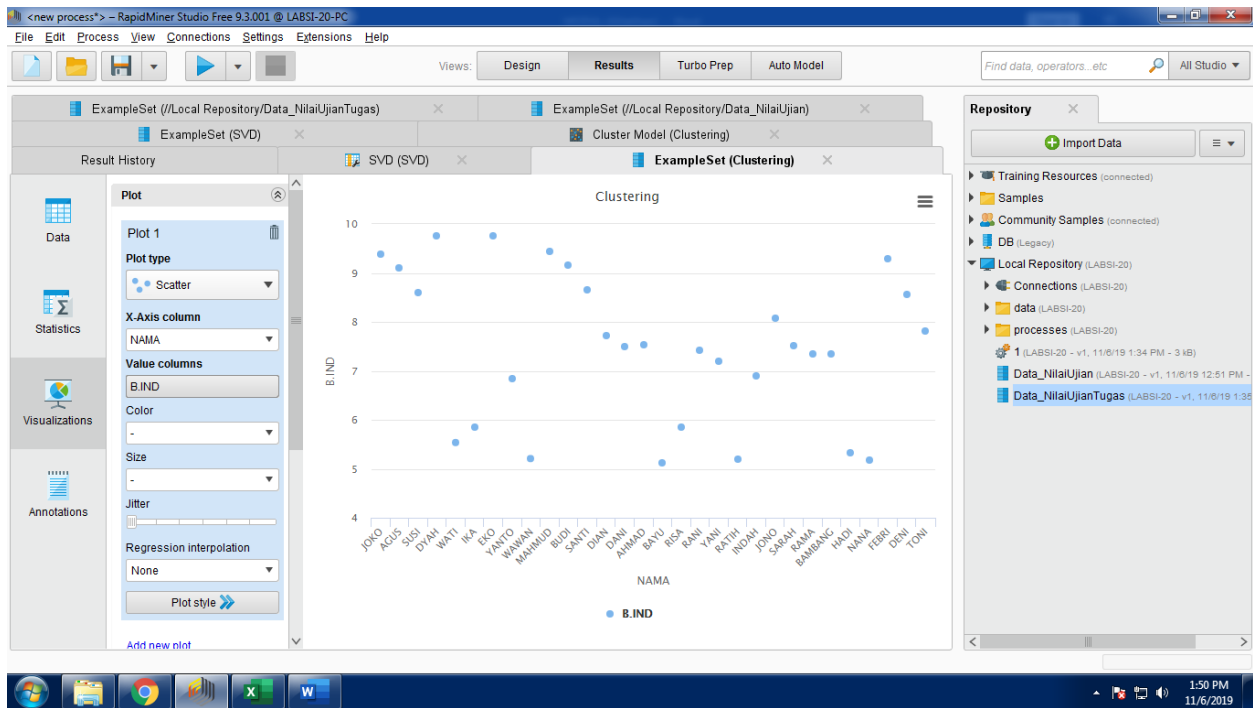 <new process*> – RapidMiner Studio Free 9.3.001 @ LABSI-20-PC
File Edit Process View Connections Settings Extensions Help
Views: Design Results Turbo Prep Auto Model Find data, operators...etc All Studio
ExampleSet (//Local Repository/Data_NilaiUjianTugas) ExampleSet (//Local Repository/Data_NilaiUjian)
ExampleSet (SVD) Cluster Model (Clustering)
Result History SVD (SVD) ExampleSet (Clustering)
Data
Statistics
Visualizations
Annotations
Plot
Plot 1
Plot type
Scatter
X-Axis column
NAMA
Value columns
B.IND
Color
-
Size
-
Jitter
Regression interpolation
None
Plot style
Add new plot
Clustering
10
9
8
7
6
5
4
B.IND
JOKO AGUS SUSI DYAH WATI IKA EKO YANTO WAWAN MAHMUD BUDI SANTI DIAN DANI AHMAD BAYU RISA RANI YANI RATIH INDAH JONO SARAH RAMA BAMBANG HADI NANA FEBRI DENI TONI
NAMA
B.IND
Repository
Import Data
Training Resources (connected)
Samples
Community Samples (connected)
DB (Legacy)
Local Repository (LABSI-20)
Connections (LABSI-20)
data (LABSI-20)
processes (LABSI-20)
1 (LABSI-20 - v1, 11/6/19 1:34 PM - 3 kB)
Data_NilaiUjian (LABSI-20 - v1, 11/6/19 12:51 PM -
Data_NilaiUjianTugas (LABSI-20 - v1, 11/6/19 1:35
1:50 PM
11/6/2019